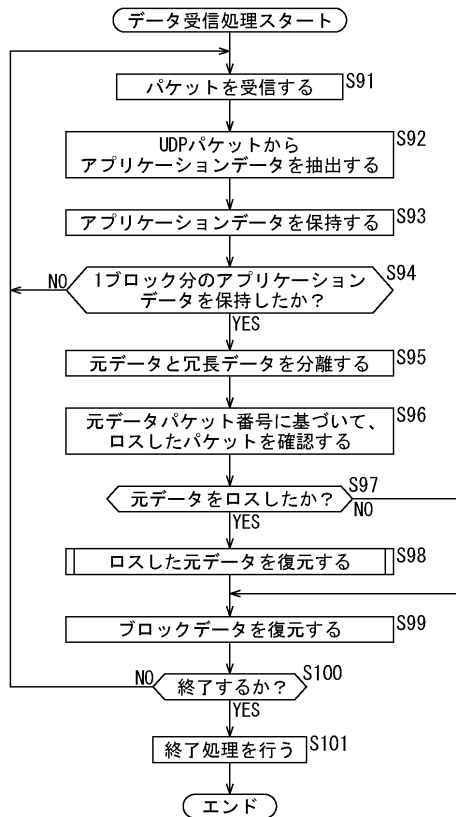 データ受信処理スタート
パケットを受信する
S91
UDPパケットから
アプリケーションデータを抽出する
S92
アプリケーションデータを保持する
S93
1ブロック分のアプリケーション
データを保持したか？
S94
NO
YES
元データと冗長データを分離する
S95
元データパケット番号に基づいて、
ロスしたパケットを確認する
S96
元データをロスしたか？
S97
NO
YES
ロスした元データを復元する
S98
ブロックデータを復元する
S99
終了するか？
S100
NO
YES
終了処理を行う
S101
エンド